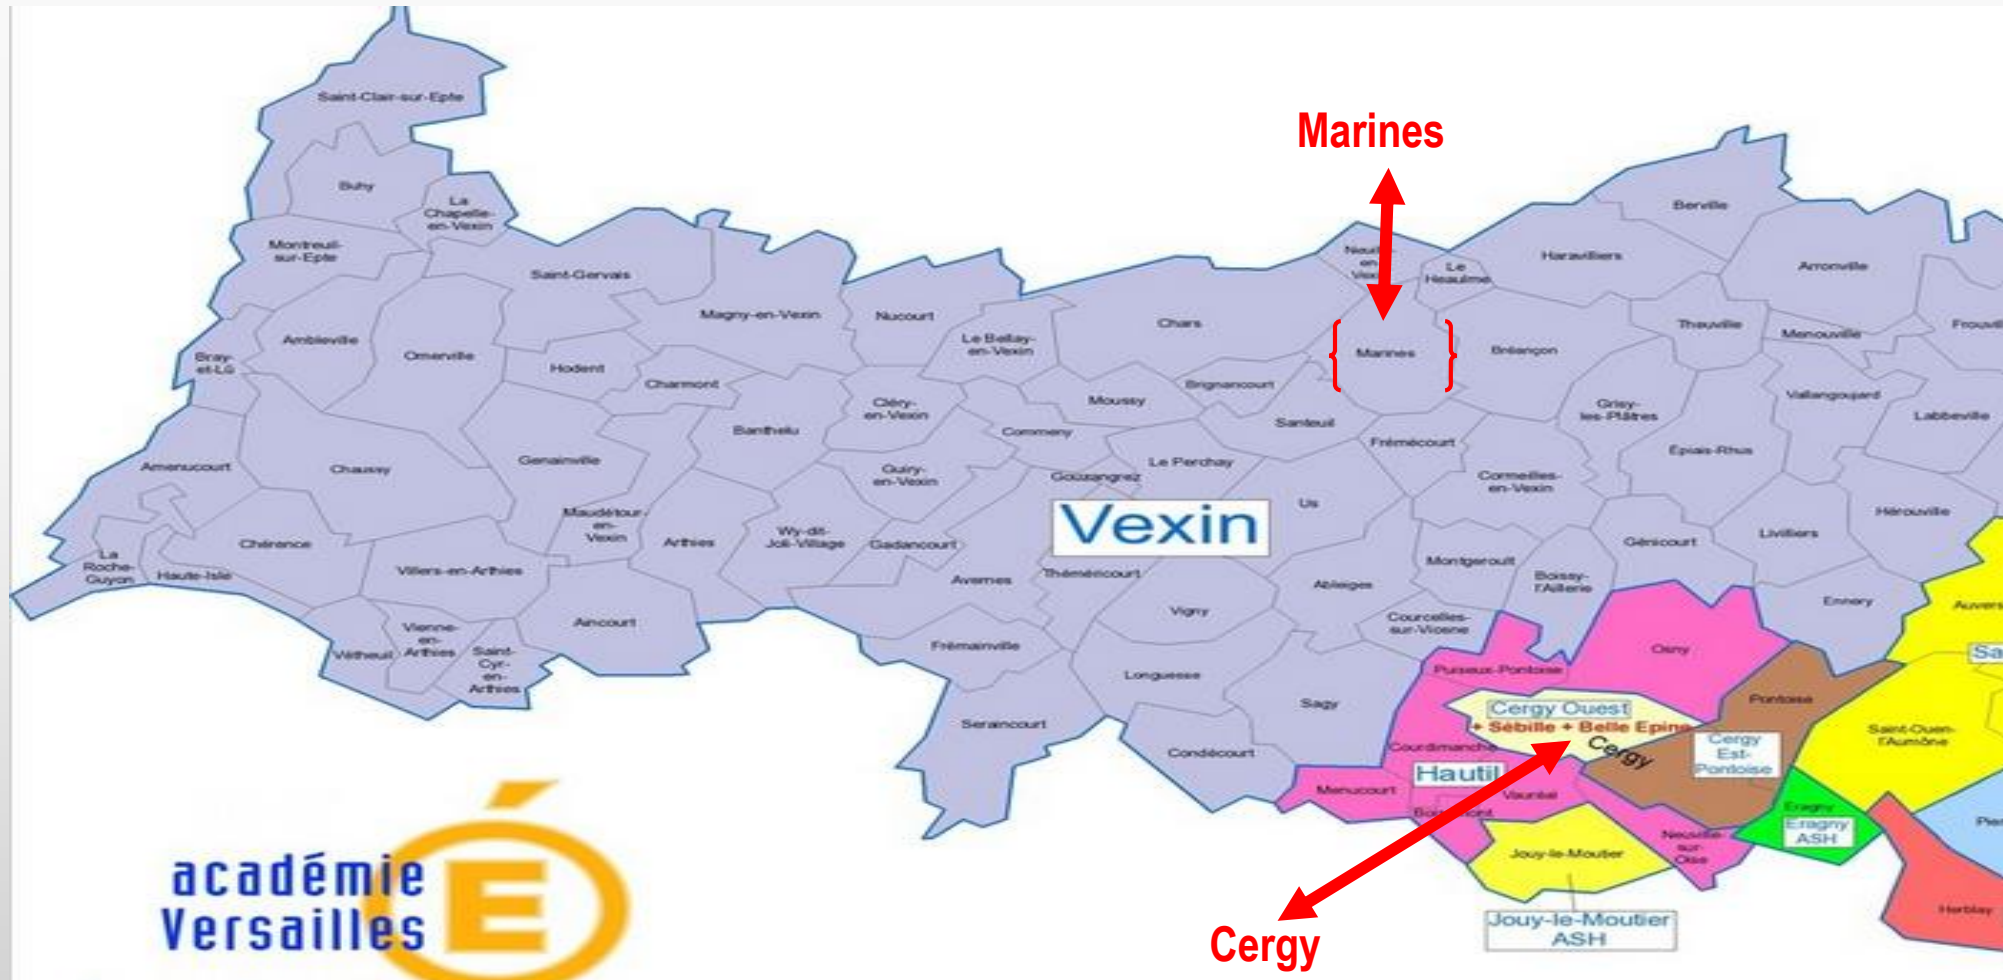 Saint-Clair-sur-Epte
Marines
Buhy
La
Chapelle-
en-Vexin
Berville
Montreuil-
sur-Epte
Saint-Gervais
Le
Heaulme
Haravilliers
Arronville
Magny-en-Vexin
Nucourt
Chars
Thauville
Menouville
Ambleville
Omerville
Le Bellay-
en-Vexin
Marines
Bréançon
Bray-
et-Lû
Hodent
Charmont
Brignancourt
Moussy
Vallangoujard
Cléry-
en-Vexin
Grisy-
les-Plâtres
Labbeville
Banthelu
Commeny
Santeuil
Frémécourt
Amenucourt
Chaussy
Genainville
Le Perchay
Épiais-Rhus
Guiry-
en-Vexin
Gouzangrez
Cormeilles-
en-Vexin
Us
Hérouville
Maudétour-
en-
Vexin
Vexin
Chérence
Arthies
Wy-dit-
Joli-Village
Gadancourt
Génicourt
Livilliers
La
Roche-
Guyon
Haute-Isle
Villers-en-Arthies
Avernes
Théméricourt
Montgeroult
Ableiges
Boissy-
l'Aillerie
Vigny
Ennery
Auvers
Aincourt
Courcelles-
sur-Viosne
Vétheuil
Vienne-
en-
Arthies
Saint-
Cyr-
en-
Arthies
Frémainville
Osny
Sa
Longuesse
Puiseux-Pontoise
Sagy
Pontoise
Cergy Ouest
+ Sébille + Belle Epine
Seraincourt
Saint-Ouen-
l'Aumône
Condécourt
Courdimanche
Cergy
Cergy
Est-
Pontoise
Hautil
Menucourt
Vauréal
Eragny
Eragny
ASH
Neuville-
sur-
Oise
Jouy-le-Moutier
Herblay
Jouy-le-Moutier
ASH
Cergy
académie
Versailles
É